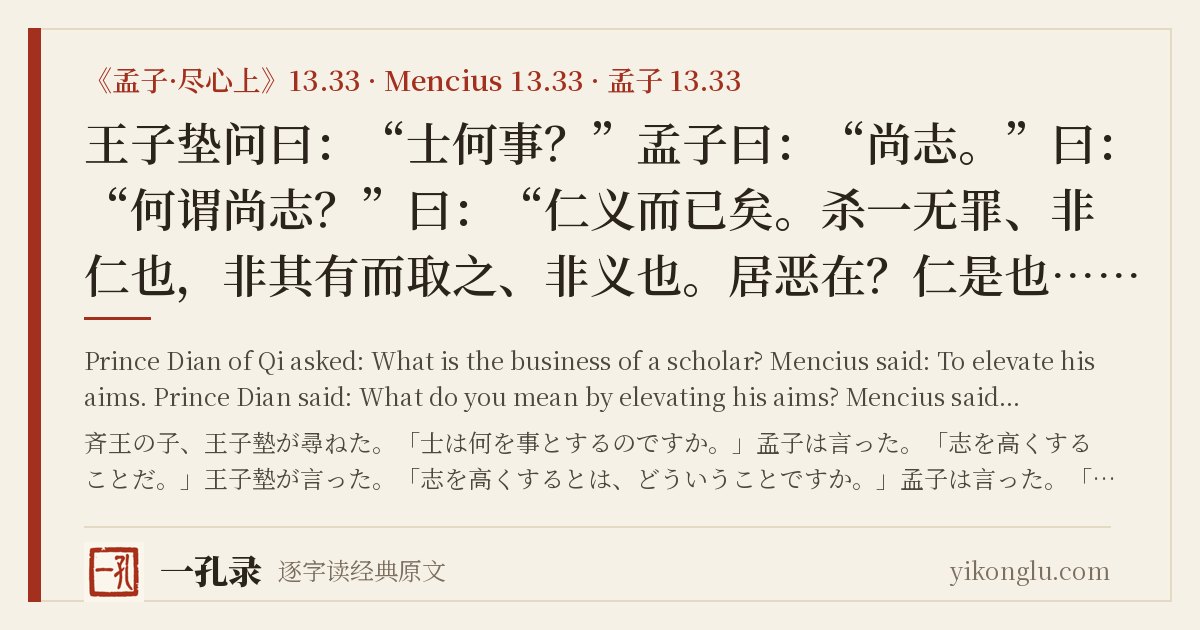 《孟子·尽心上》13.33 · Mencius 13.33 · 孟子 13.33
王子垫问曰：“士何事？”孟子曰：“尚志。”曰：
“何谓尚志？”曰：“仁义而已矣。杀一无罪、非
仁也，非其有而取之、非义也。居恶在？仁是也……
Prince Dian of Qi asked: What is the business of a scholar? Mencius said: To elevate his
aims. Prince Dian said: What do you mean by elevating his aims? Mencius said...
斉王の子、王子墊が尋ねた。「士は何を事とするのですか。」孟子は言った。「志を高くする
ことだ。」王子墊が言った。「志を高くするとは、どういうことですか。」孟子は言った。「…
一孔
一孔录 逐字读经典原文 yikonglu.com